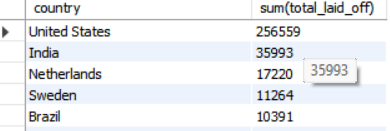 country sum(total_laid_off)
United States 256559
India 35993
Netherlands 17220 35993
Sweden 11264
Brazil 10391